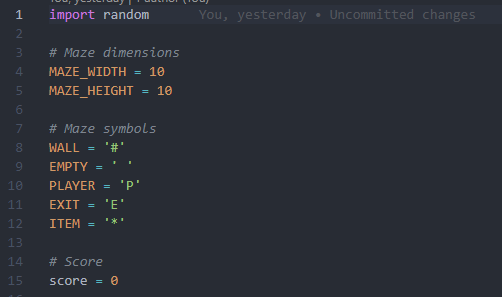 You, yesterday | 1 author (You)
1 import random You, yesterday • Uncommitted changes
2
3 # Maze dimensions
4 MAZE_WIDTH = 10
5 MAZE_HEIGHT = 10
6
7 # Maze symbols
8 WALL = '#'
9 EMPTY = ' '
10 PLAYER = 'P'
11 EXIT = 'E'
12 ITEM = '*'
13
14 # Score
15 score = 0